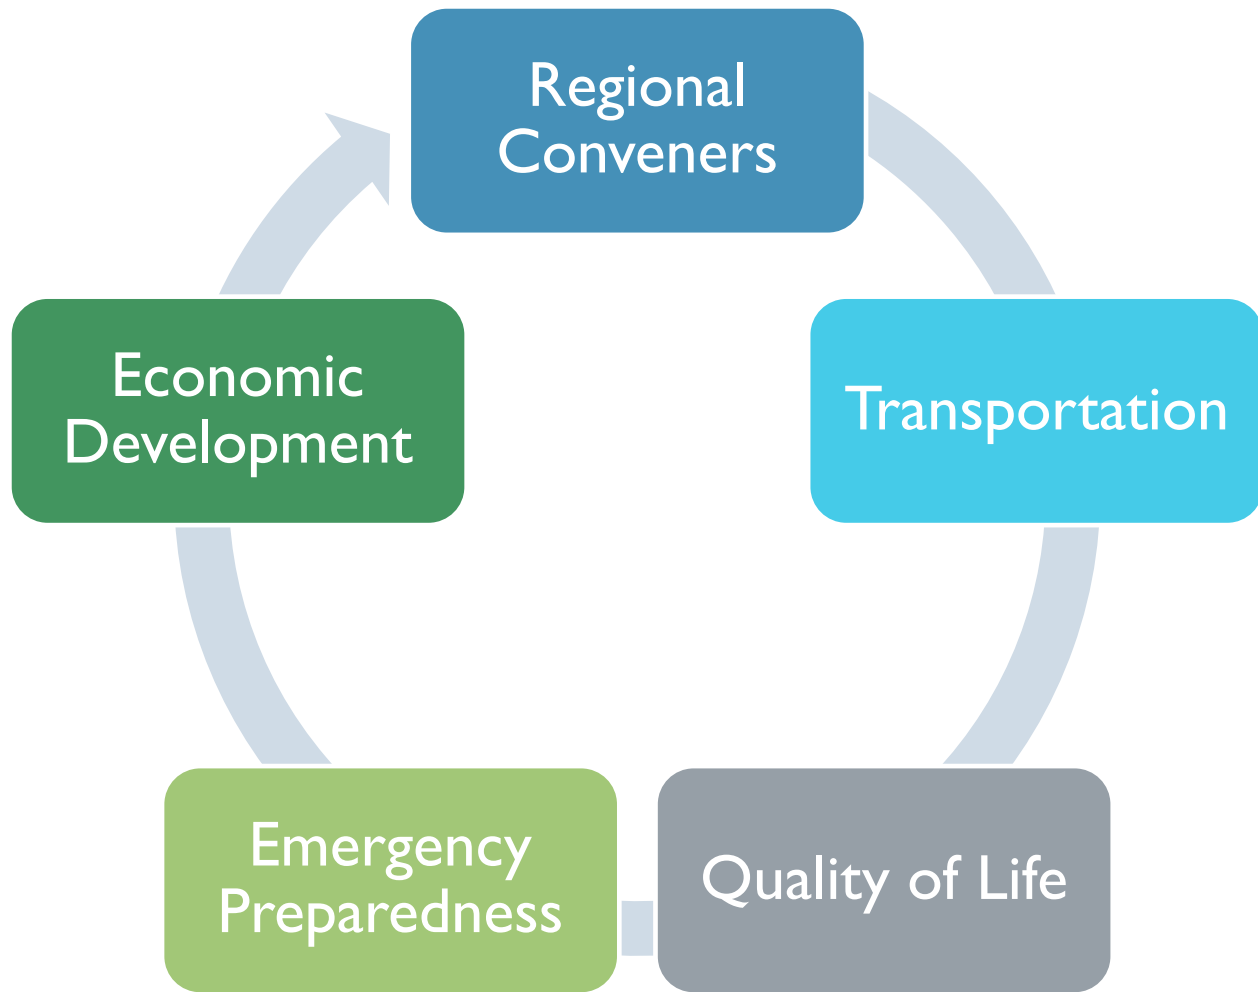 Regional
Conveners
Transportation
Quality of Life
Emergency
Preparedness
Economic
Development